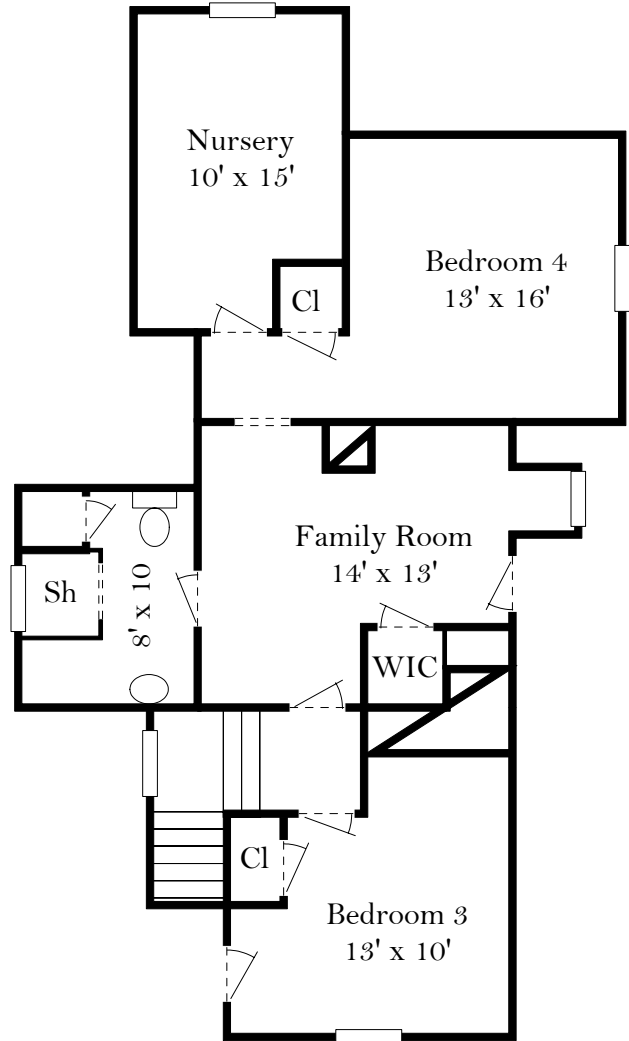 Nursery
10' x 15'
Bedroom 4
13' x 16'
Cl
Family Room
14' x 13'
Sh
8' x 10
WIC
Cl
Bedroom 3
13' x 10'